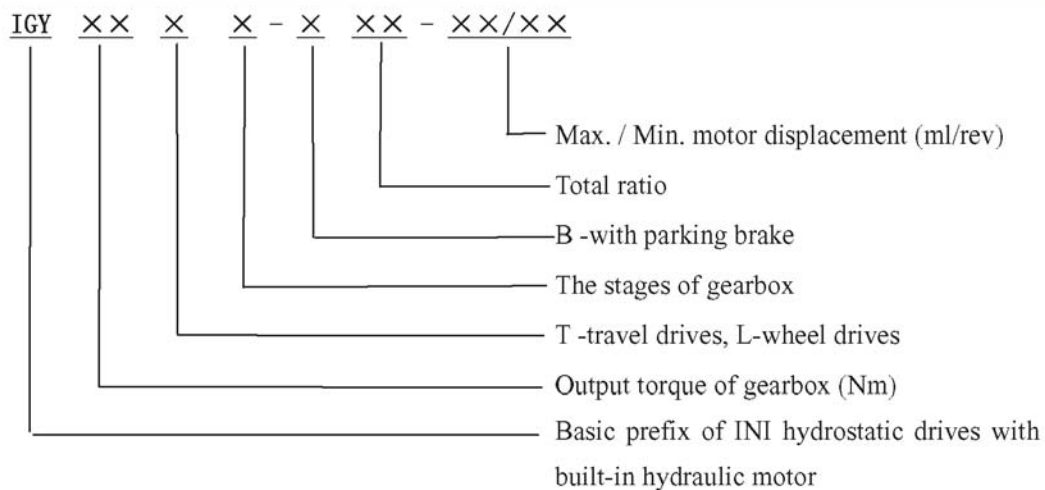 IGY ×× × × - × ×× - ××/××
Max. / Min. motor displacement (ml/rev)
Total ratio
B -with parking brake
The stages of gearbox
T -travel drives, L-wheel drives
Output torque of gearbox (Nm)
Basic prefix of INI hydrostatic drives with
built-in hydraulic motor